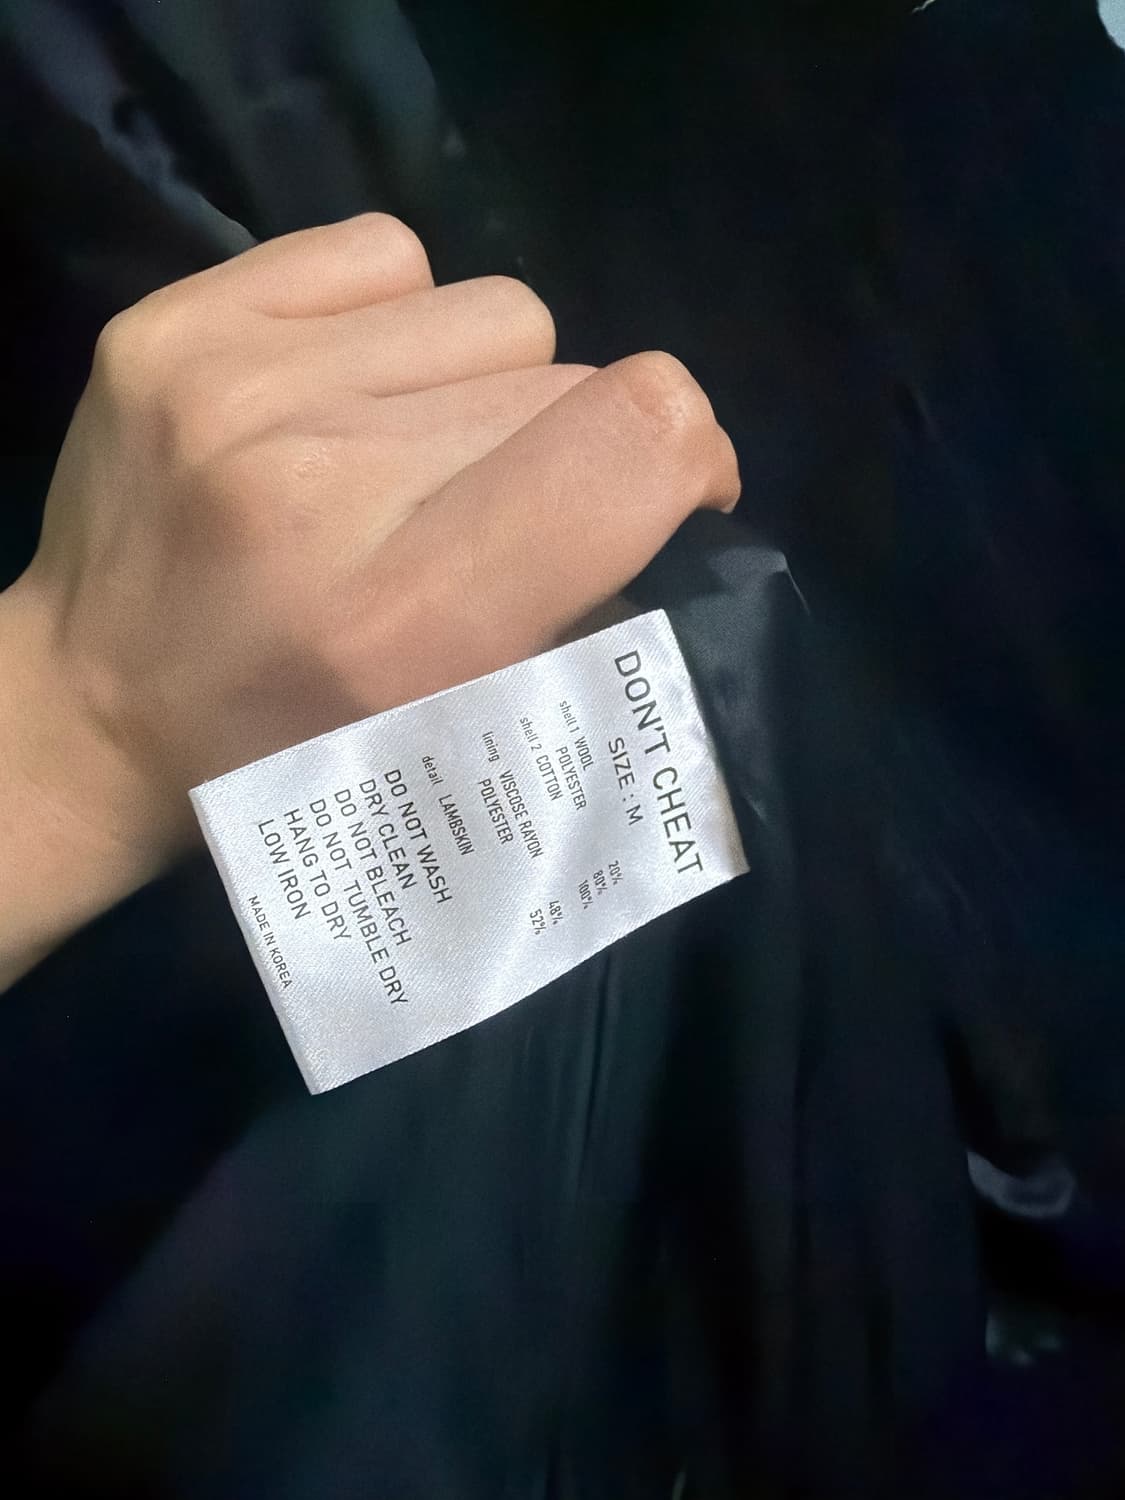 DON'T CHEAT
SIZE : M
shell 1 WOOL 20%
POLYESTER 80%
shell 2 COTTON 100%
lining VISCOSE RAYON 48%
POLYESTER 52%
detail LAMBSKIN
DO NOT WASH
DRY CLEAN
DO NOT BLEACH
DO NOT TUMBLE DRY
HANG TO DRY
LOW IRON
MADE IN KOREA